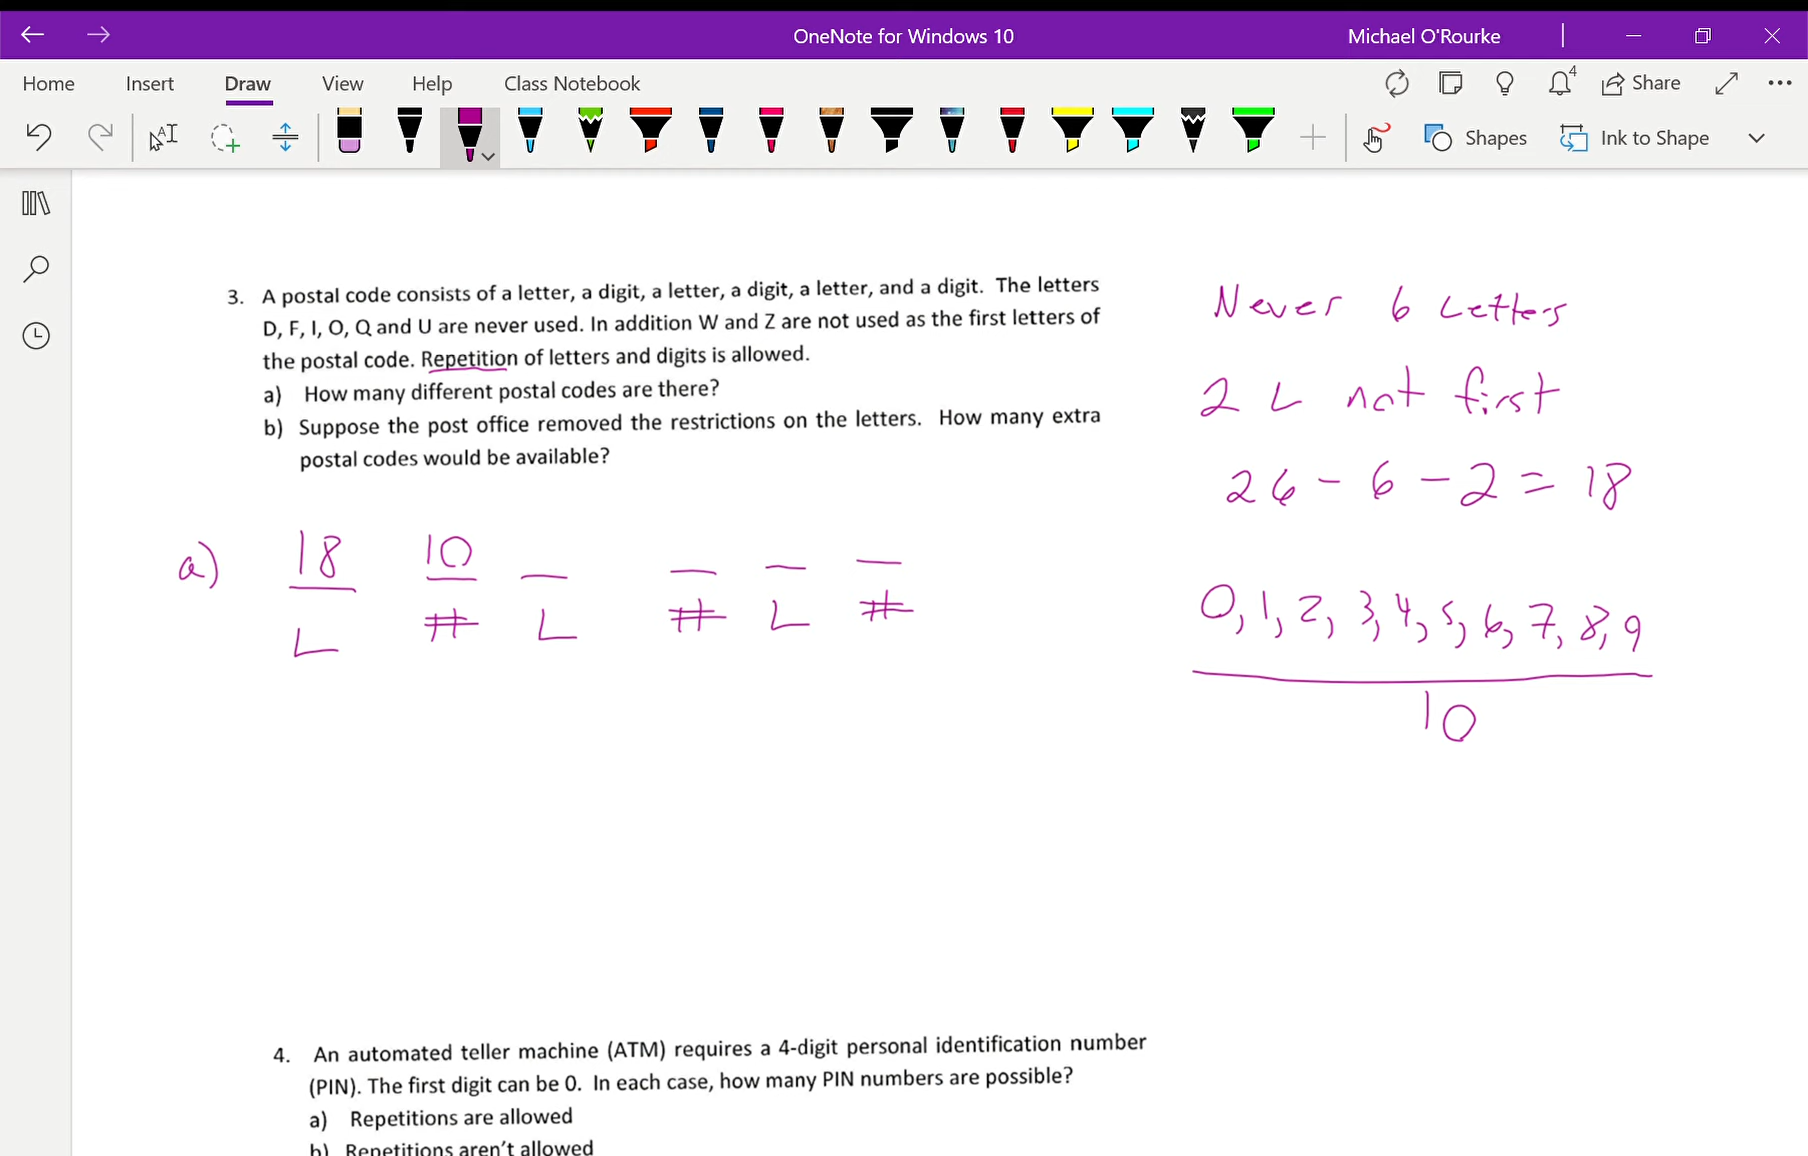 OneNote for Windows 10
Michael O'Rourke
Home Insert Draw View Help Class Notebook
4
Share
Shapes
Ink to Shape
3. A postal code consists of a letter, a digit, a letter, a digit, a letter, and a digit. The letters
D, F, I, O, Q and U are never used. In addition W and Z are not used as the first letters of
the postal code. Repetition of letters and digits is allowed.
a) How many different postal codes are there?
b) Suppose the post office removed the restrictions on the letters. How many extra
postal codes would be available?
Never 6 Letters
2 L not first
26 - 6 - 2 = 18
a) 18 10 _ _ _ _
L # L # L #
0, 1, 2, 3, 4, 5, 6, 7, 8, 9
10
4. An automated teller machine (ATM) requires a 4-digit personal identification number
(PIN). The first digit can be 0. In each case, how many PIN numbers are possible?
a) Repetitions are allowed
b) Repetitions aren't allowed